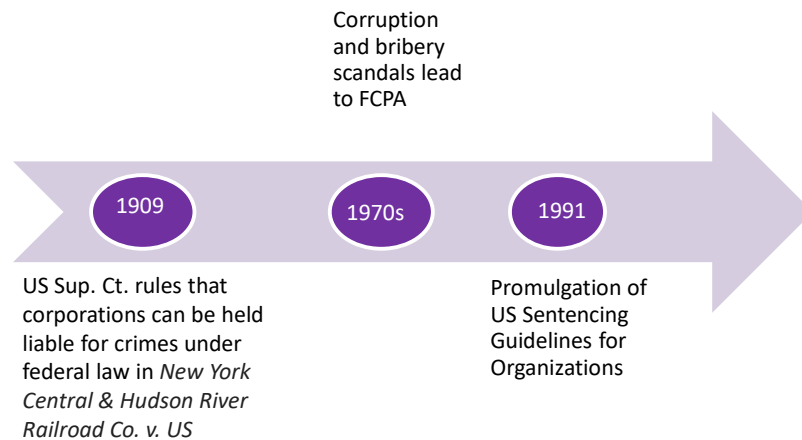 Corruption
and bribery
scandals lead
to FCPA
1909
1970s
1991
US Sup. Ct. rules that
corporations can be held
liable for crimes under
federal law in New York
Central & Hudson River
Railroad Co. v. US
Promulgation of
US Sentencing
Guidelines for
Organizations